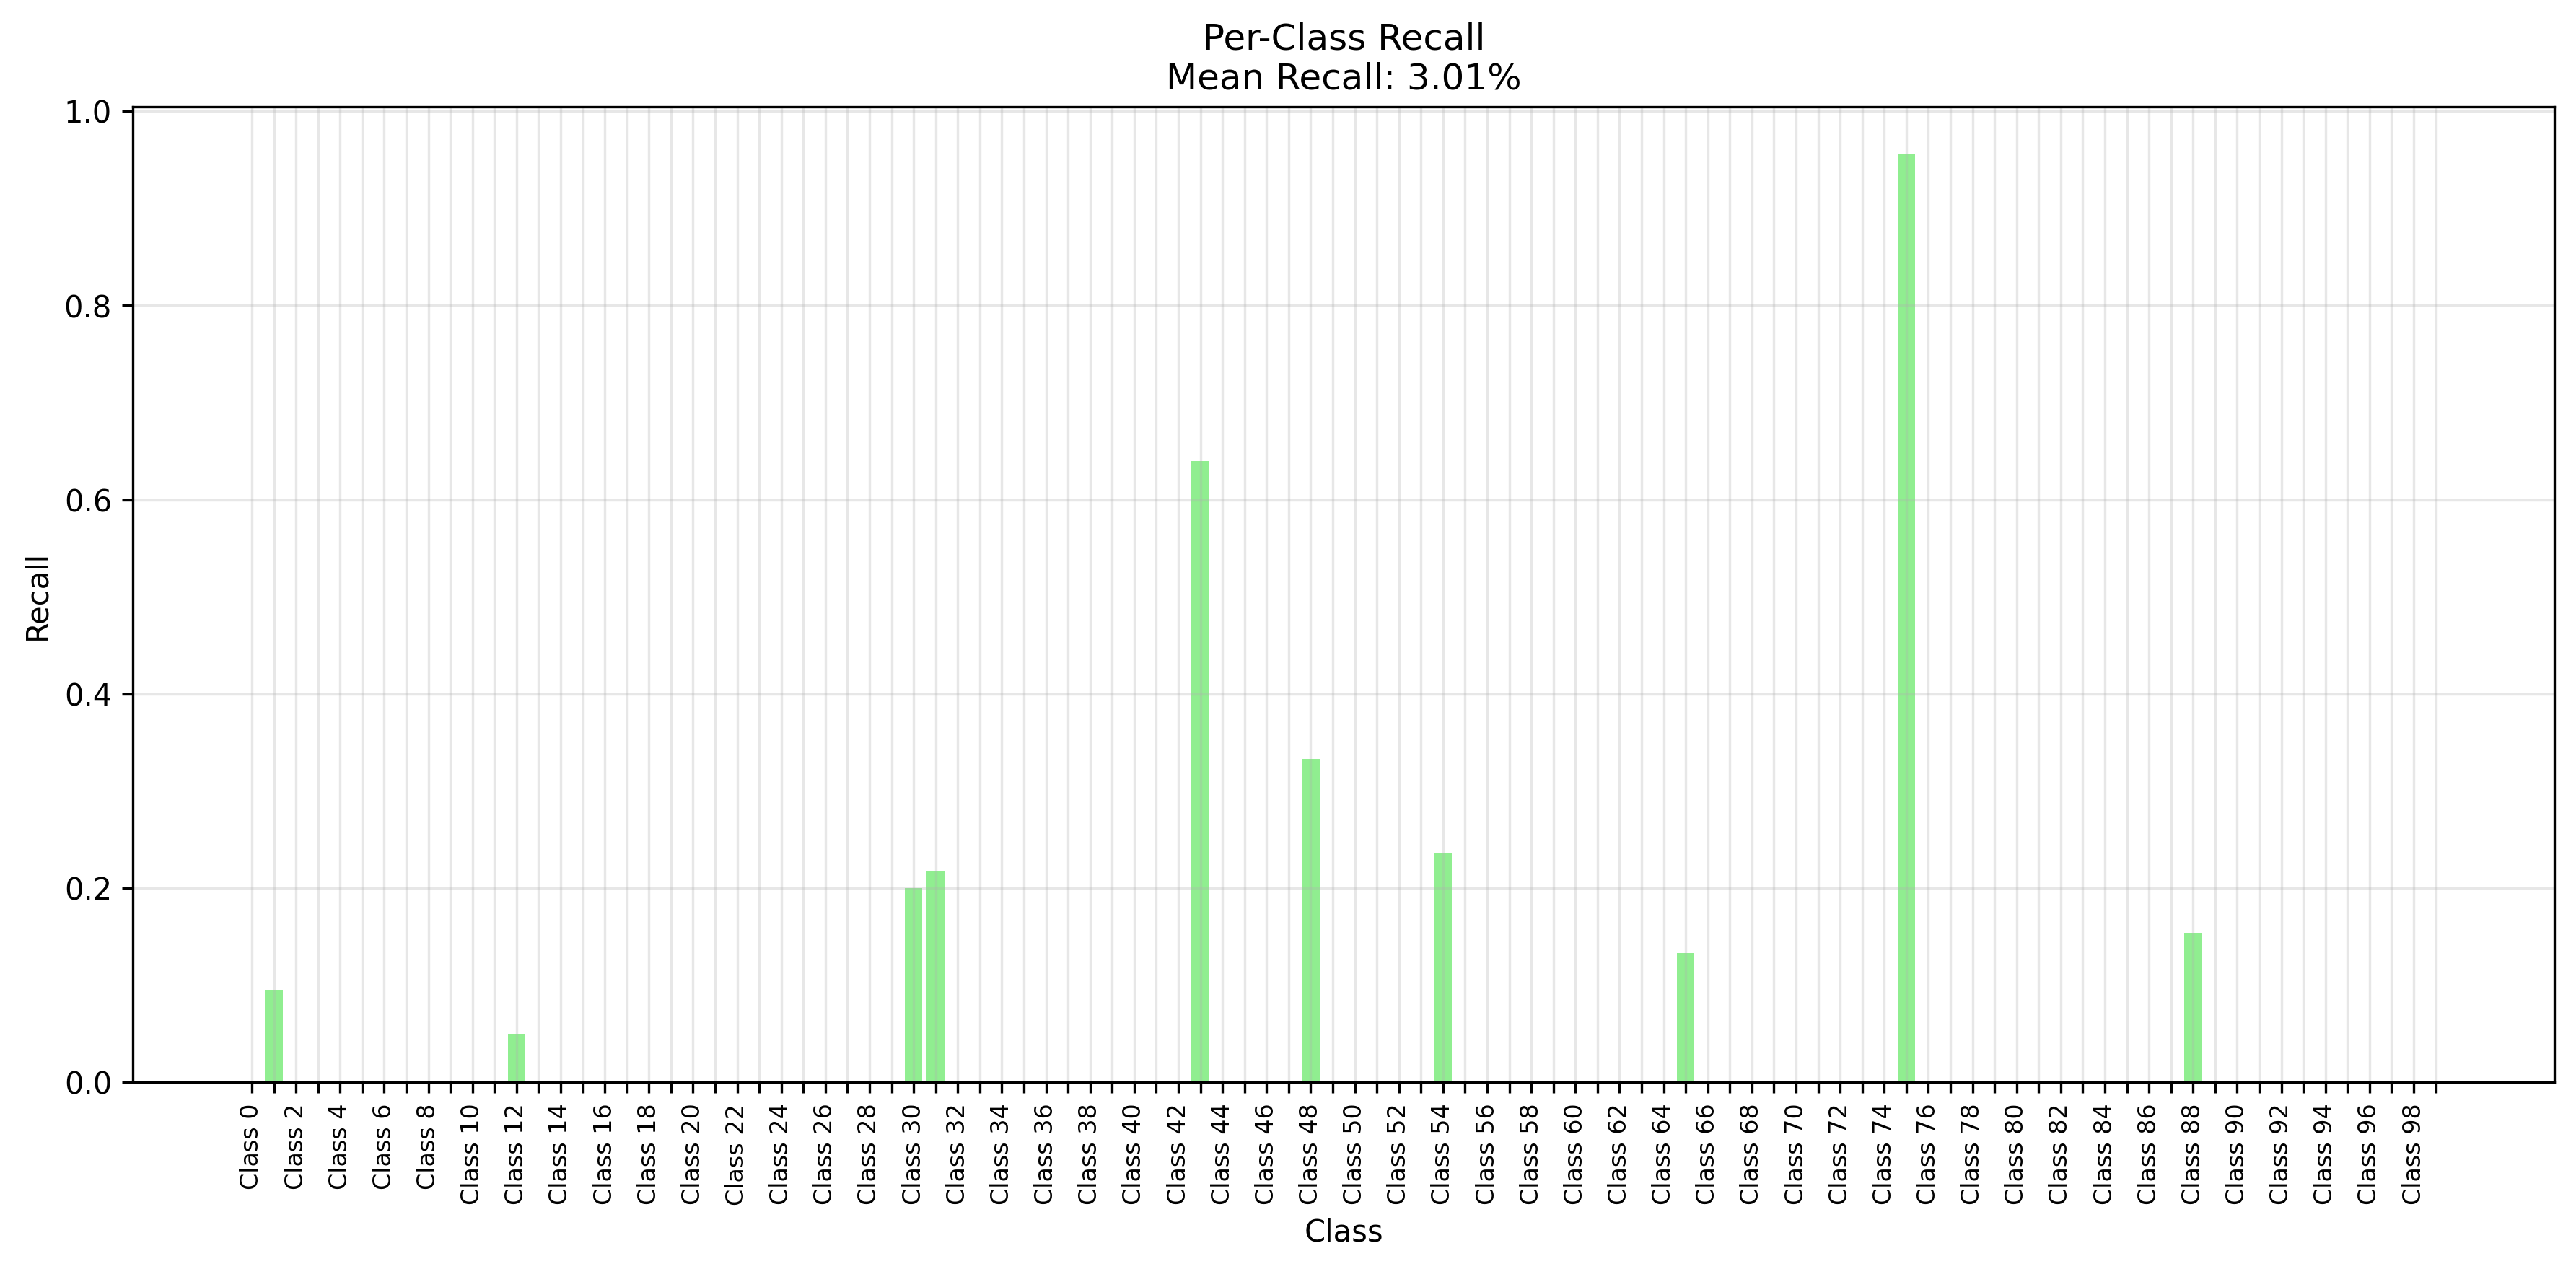 Per-Class Recall
Mean Recall: 3.01%
1.0
0.8
0.6
0.4
0.2
0.0
Recall
Class 0
Class 2
Class 4
Class 6
Class 8
Class 10
Class 12
Class 14
Class 16
Class 18
Class 20
Class 22
Class 24
Class 26
Class 28
Class 30
Class 32
Class 34
Class 36
Class 38
Class 40
Class 42
Class 44
Class 46
Class 48
Class 50
Class 52
Class 54
Class 56
Class 58
Class 60
Class 62
Class 64
Class 66
Class 68
Class 70
Class 72
Class 74
Class 76
Class 78
Class 80
Class 82
Class 84
Class 86
Class 88
Class 90
Class 92
Class 94
Class 96
Class 98
Class